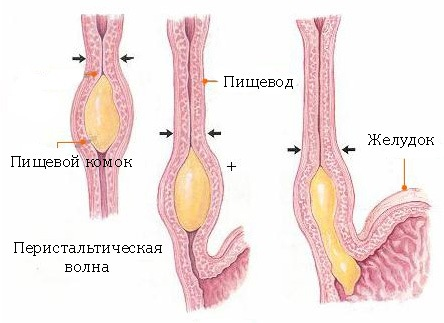 Пищевод
Желудок
Пищевой комок
+
Перистальтическая
волна